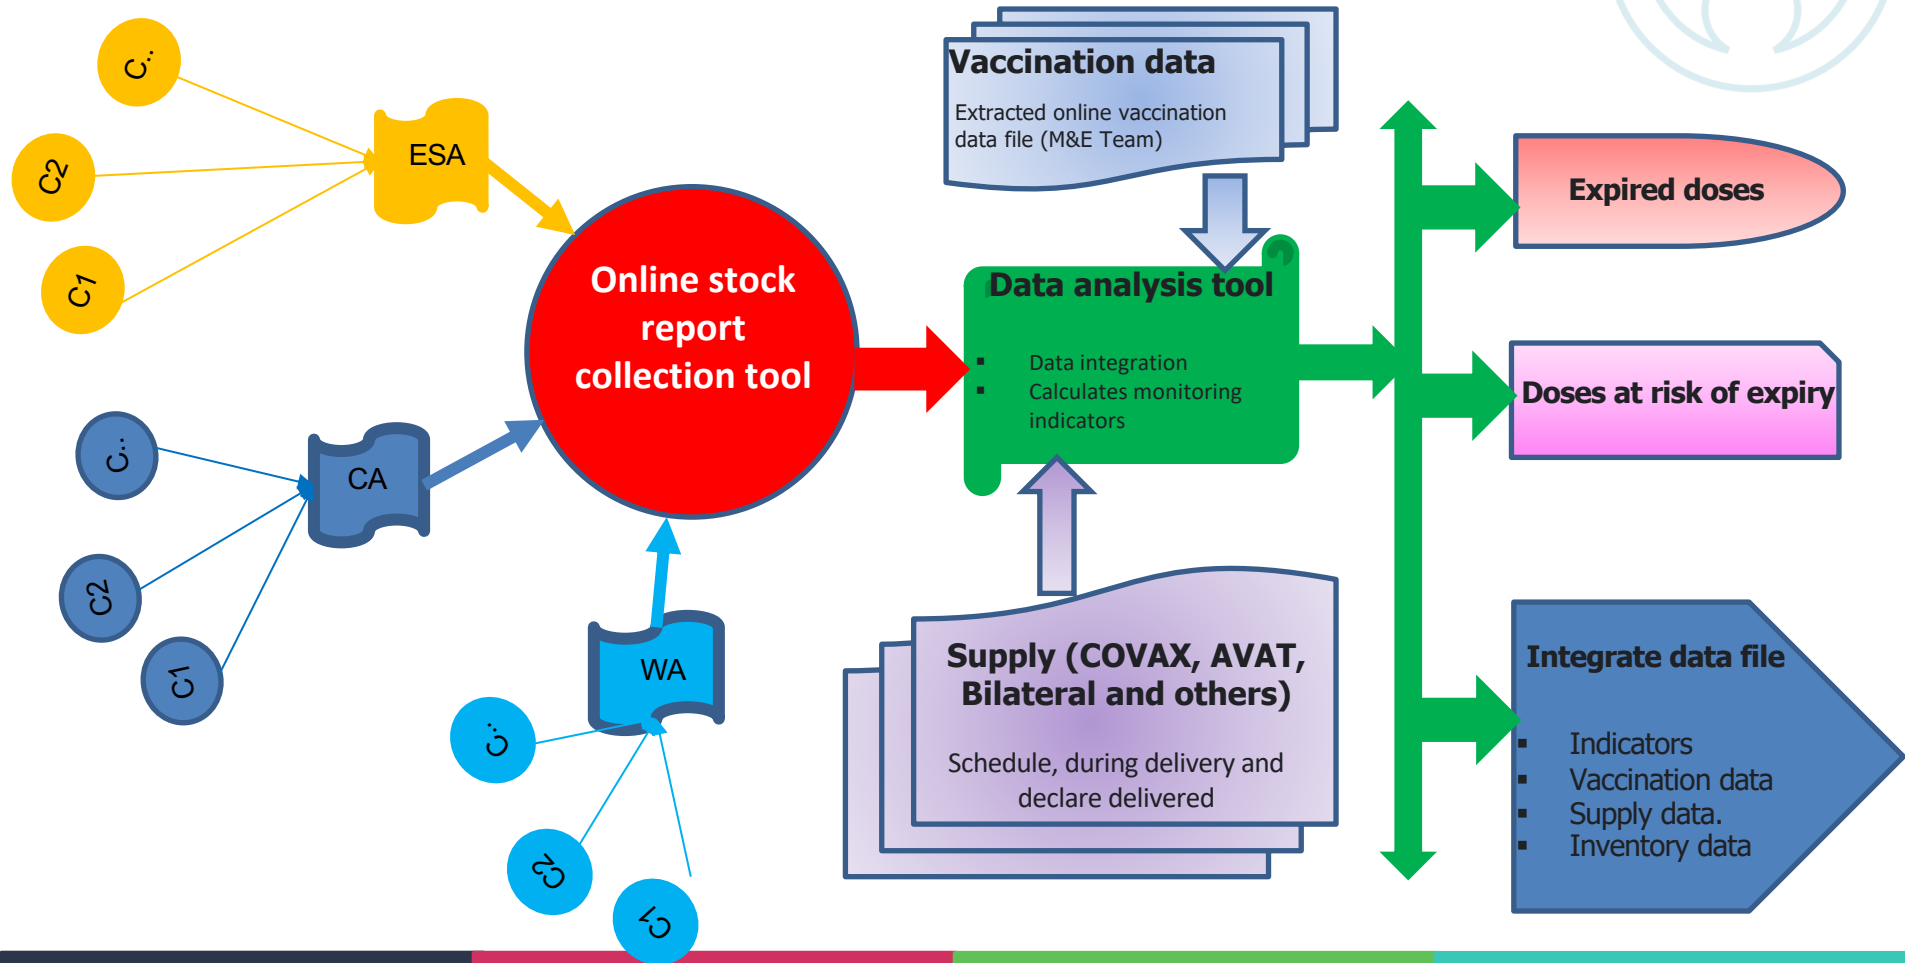 C..
C2
C1
ESA
C...
C2
C1
CA
C..
C2
C1
WA
Online stock
report
collection tool
Vaccination data
Extracted online vaccination
data file (M&E Team)
Data analysis tool
▪ Data integration
▪ Calculates monitoring
indicators
Supply (COVAX, AVAT,
Bilateral and others)
Schedule, during delivery and
declare delivered
Expired doses
Doses at risk of expiry
Integrate data file
▪ Indicators
▪ Vaccination data
▪ Supply data.
▪ Inventory data